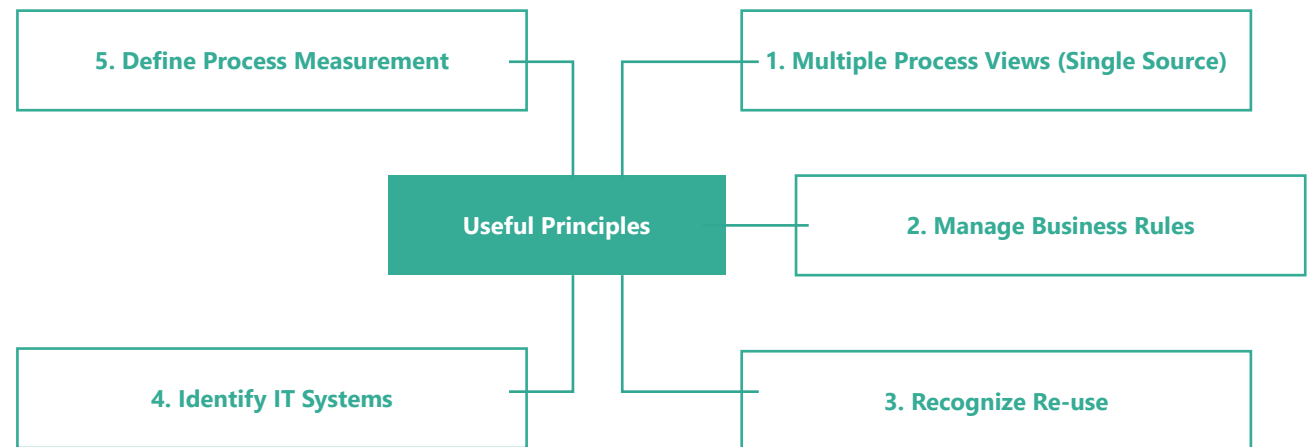 5. Define Process Measurement
1. Multiple Process Views (Single Source)
Useful Principles
2. Manage Business Rules
4. Identify IT Systems
3. Recognize Re-use